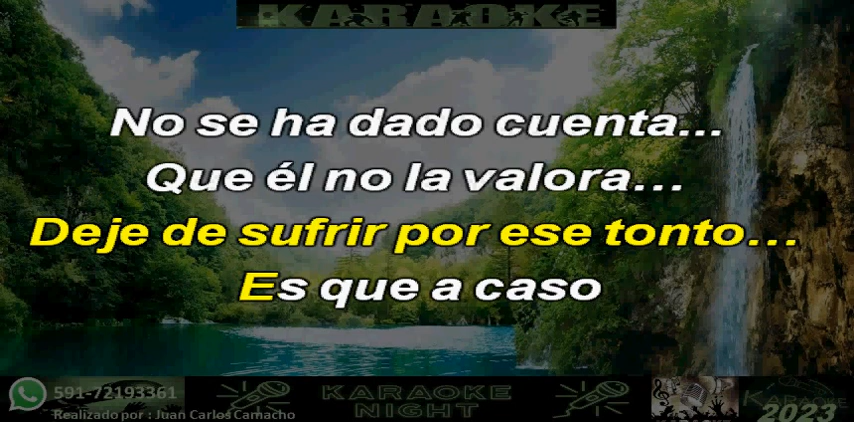 KARAOKE
No se ha dado cuenta...
Que él no la valora...
Deje de sufrir por ese tonto...
Es que a caso
591-72193361
Realizado por : Juan Carlos Camacho
KARAOKE
NIGHT
KARAOKE
2023